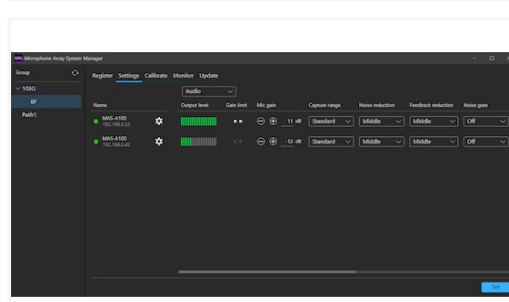 MAS Microphone Array System Manager
Group
Register Settings Calibrate Monitor Update
1G3G
6F
Path1
Audio
Name Output level Gain limit Mic gain Capture range Noise reduction Feedback reduction Noise gate
MAS-A100
192.168.0.52
-11 dB Standard Middle Middle Off
MAS-A100
192.168.0.42
-12 dB Standard Middle Middle Off
Set